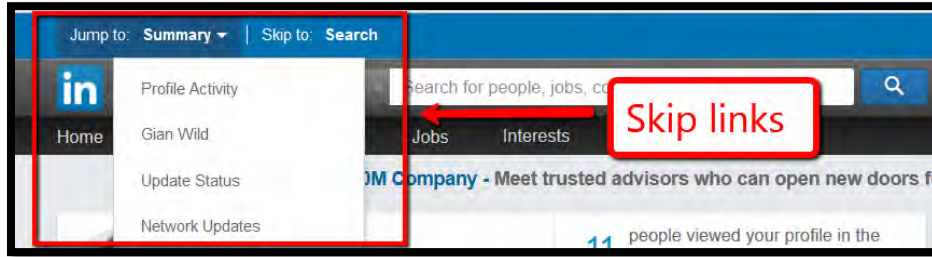 Jump to: Summary | Skip to: Search
in
Profile Activity
Search for people, jobs, co
Skip links
Home
Gian Wild
Jobs
Interests
Update Status
0M Company - Meet trusted advisors who can open new doors f
Network Updates
11 people viewed your profile in the